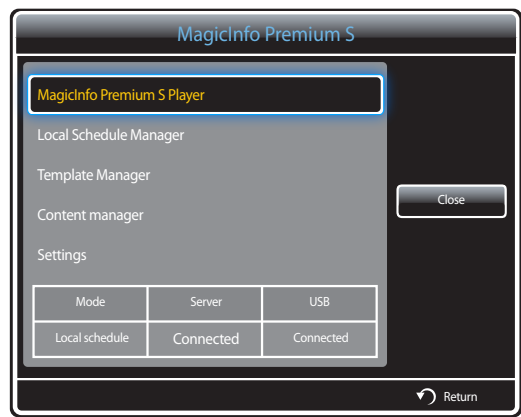 MagicInfo Premium S
MagicInfo Premium S Player
Local Schedule Manager
Template Manager
Content manager
Settings
Close
Mode Server USB
Local schedule Connected Connected
Return